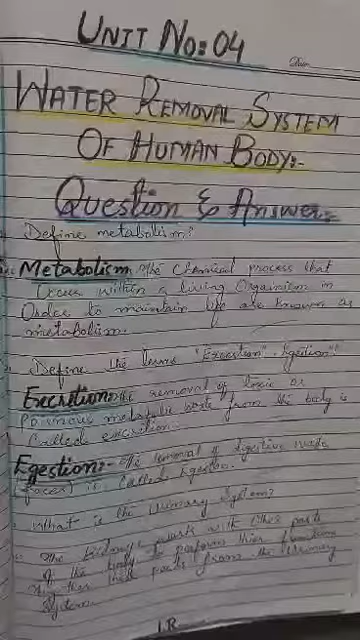 UNIT NO:04
WATER REMOVAL SYSTEM
OF HUMAN BODY:-
Question & Answer:-
Define metabolism?
Metabolism: The chemical process that
occur within a living Organism in
Order to maintain life are known as
metabolism.
Define the terms "Excretion" "Egestion"?
Excretion: The removal of toxic or
Poisonous metabolic waste from the body is
Called excretion.
Egestion:- The removal of digestive waste
is Called Egestion.
What is the Urinary System?
The kidneys work with other parts
Of the body to perform their functions
these parts form the Urinary
System